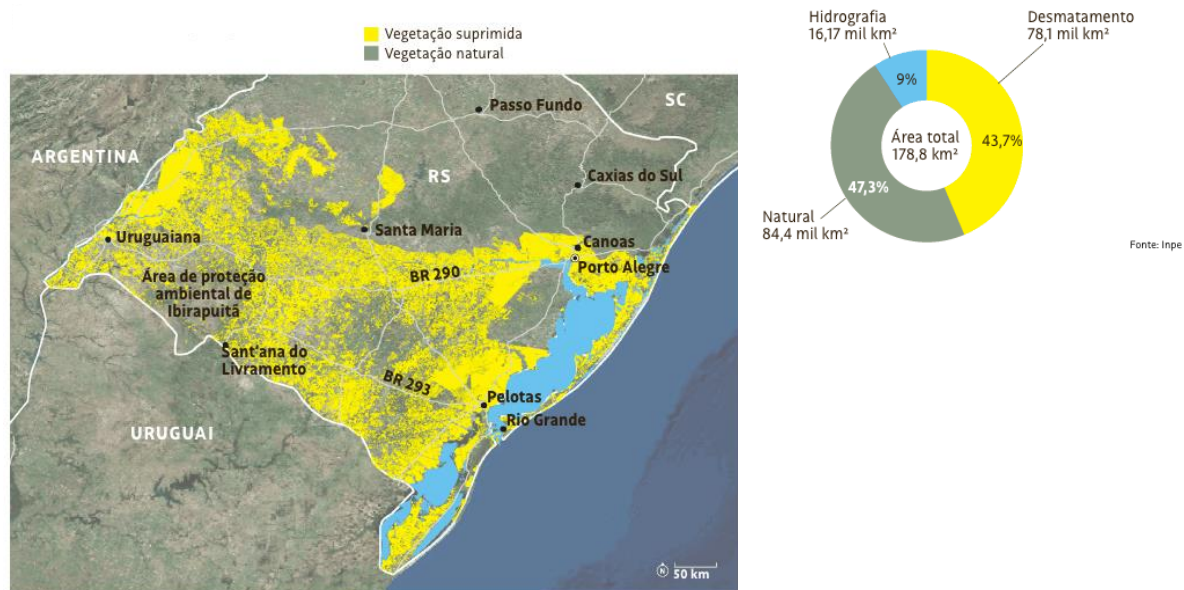 Vegetação suprimida
Vegetação natural
Passo Fundo
SC
ARGENTINA
RS
Caxias do Sul
Santa Maria
Uruguaiana
Canoas
Porto Alegre
BR 290
Área de proteção
ambiental de
Ibirapuitã
Sant'ana do
Livramento
BR 293
Pelotas
Rio Grande
URUGUAI
N
50 km
Hidrografia
16,17 mil km²
Desmatamento
78,1 mil km²
9%
Área total
178,8 km²
43,7%
47,3%
Natural
84,4 mil km²
Fonte: Inpe